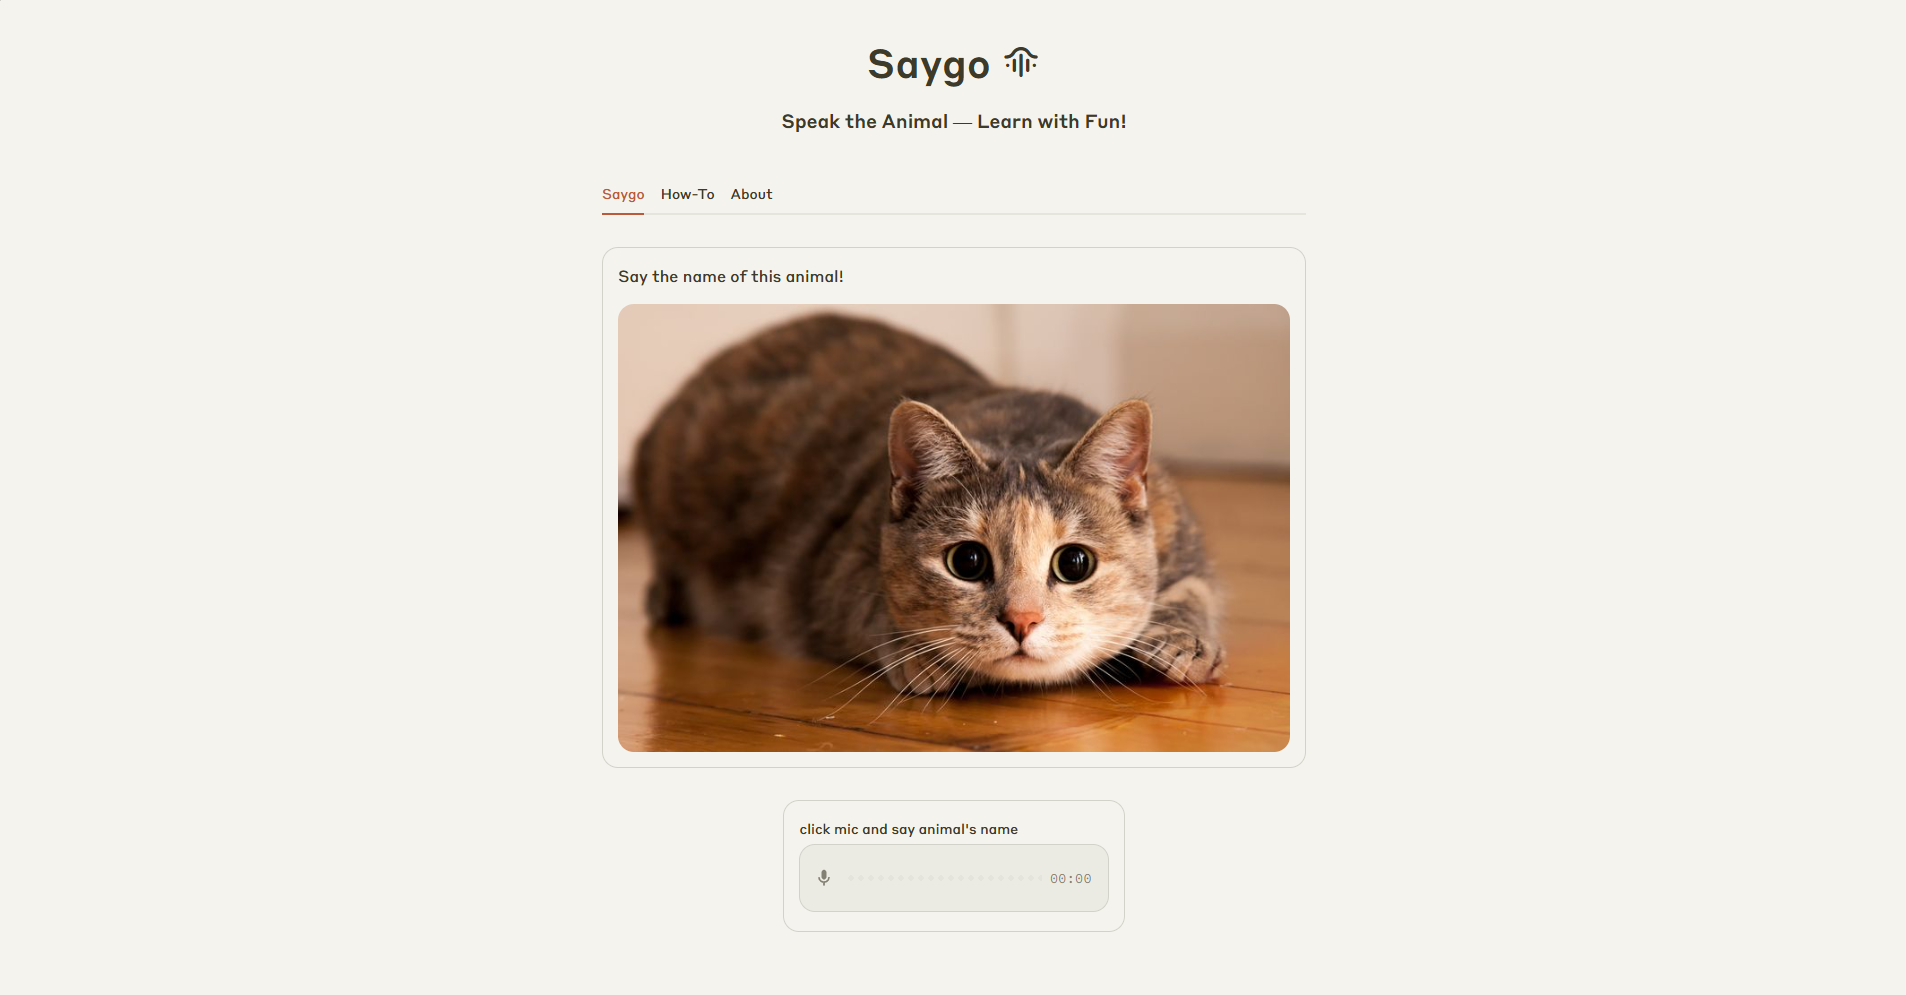 Saygo
Speak the Animal — Learn with Fun!
Saygo How-To About
Say the name of this animal!
click mic and say animal's name
00:00